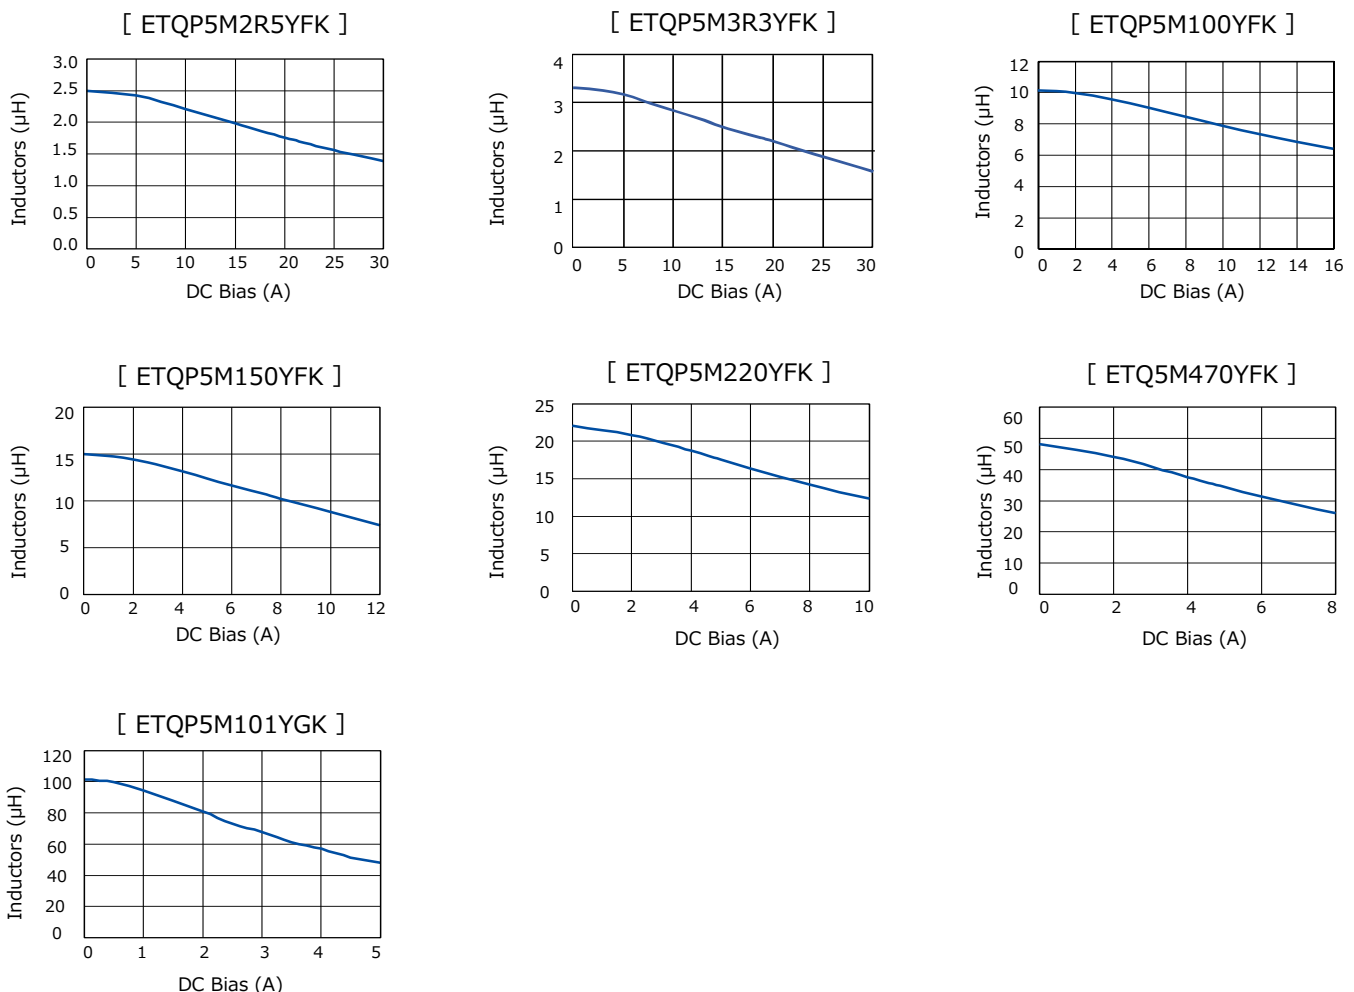 [ ETQP5M2R5YFK ]
Inductors (µH)
3.0
2.5
2.0
1.5
1.0
0.5
0.0
0 5 10 15 20 25 30
DC Bias (A)
[ ETQP5M3R3YFK ]
Inductors (µH)
4
3
2
1
0
0 5 10 15 20 25 30
DC Bias (A)
[ ETQP5M100YFK ]
Inductors (µH)
12
10
8
6
4
2
0
0 2 4 6 8 10 12 14 16
DC Bias (A)
[ ETQP5M150YFK ]
Inductors (µH)
20
15
10
5
0
0 2 4 6 8 10 12
DC Bias (A)
[ ETQP5M220YFK ]
Inductors (µH)
25
20
15
10
5
0
0 2 4 6 8 10
DC Bias (A)
[ ETQ5M470YFK ]
Inductors (µH)
60
50
40
30
20
10
0
0 2 4 6 8
DC Bias (A)
[ ETQP5M101YGK ]
Inductors (µH)
120
100
80
60
40
20
0
0 1 2 3 4 5
DC Bias (A)